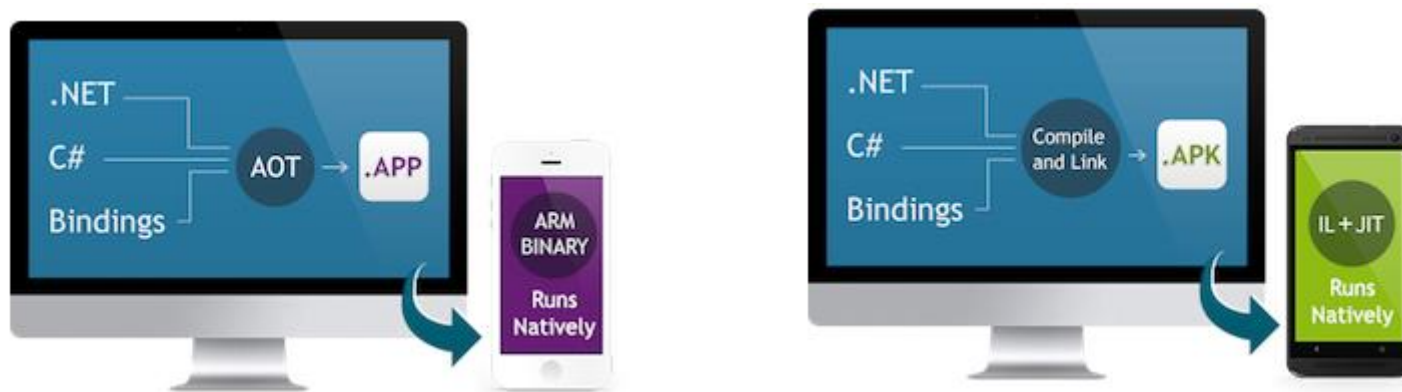 .NET
C#
Bindings
AOT
.APP
ARM
BINARY
Runs
Natively
.NET
C#
Bindings
Compile
and Link
.APK
IL+JIT
Runs
Natively